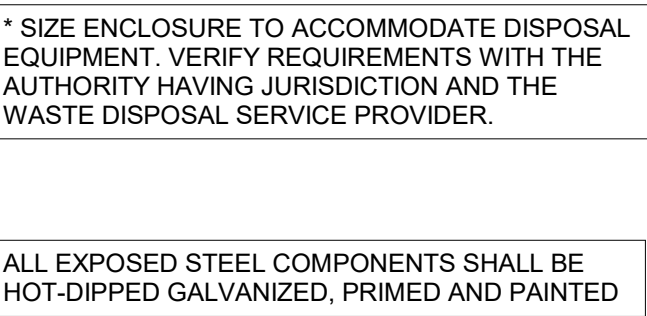 * SIZE ENCLOSURE TO ACCOMMODATE DISPOSAL
EQUIPMENT. VERIFY REQUIREMENTS WITH THE
AUTHORITY HAVING JURISDICTION AND THE
WASTE DISPOSAL SERVICE PROVIDER.
ALL EXPOSED STEEL COMPONENTS SHALL BE
HOT-DIPPED GALVANIZED, PRIMED AND PAINTED